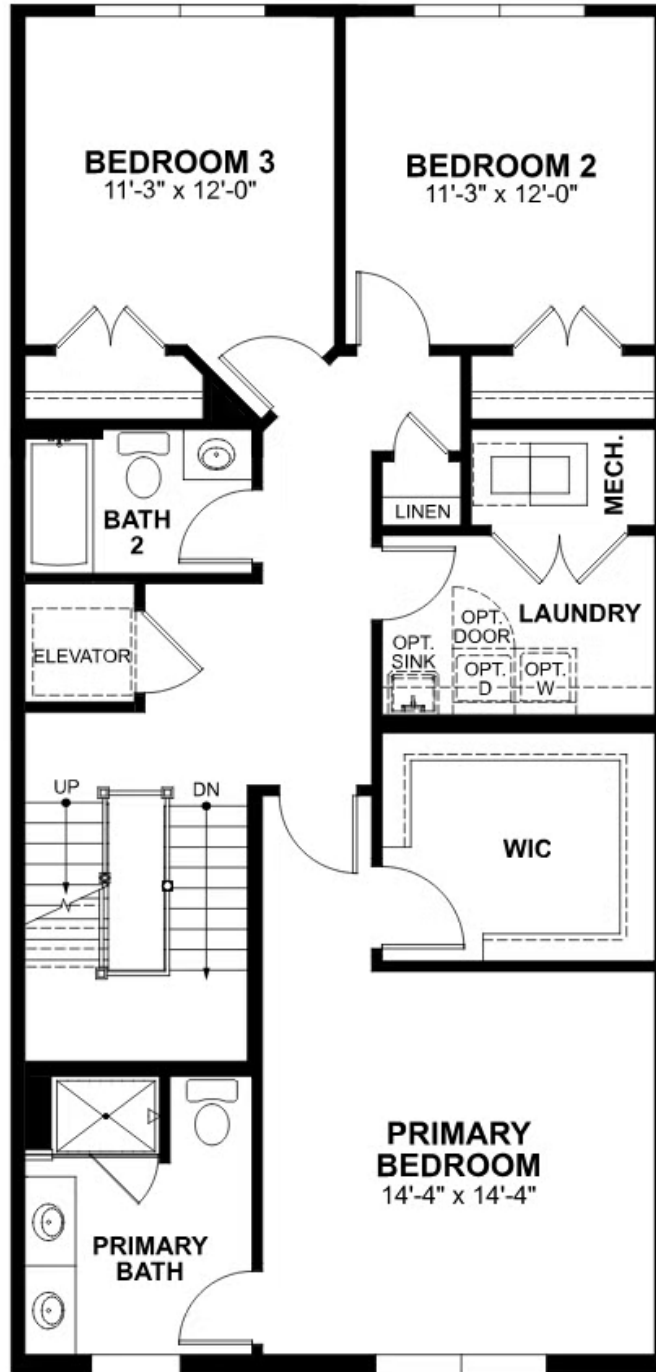 BEDROOM 3
11'-3" x 12'-0"
BEDROOM 2
11'-3" x 12'-0"
BATH
2
LINEN
MECH.
LAUNDRY
OPT.
DOOR
OPT.
SINK
OPT.
D
OPT.
W
ELEVATOR
UP
DN
WIC
PRIMARY
BEDROOM
14'-4" x 14'-4"
PRIMARY
BATH